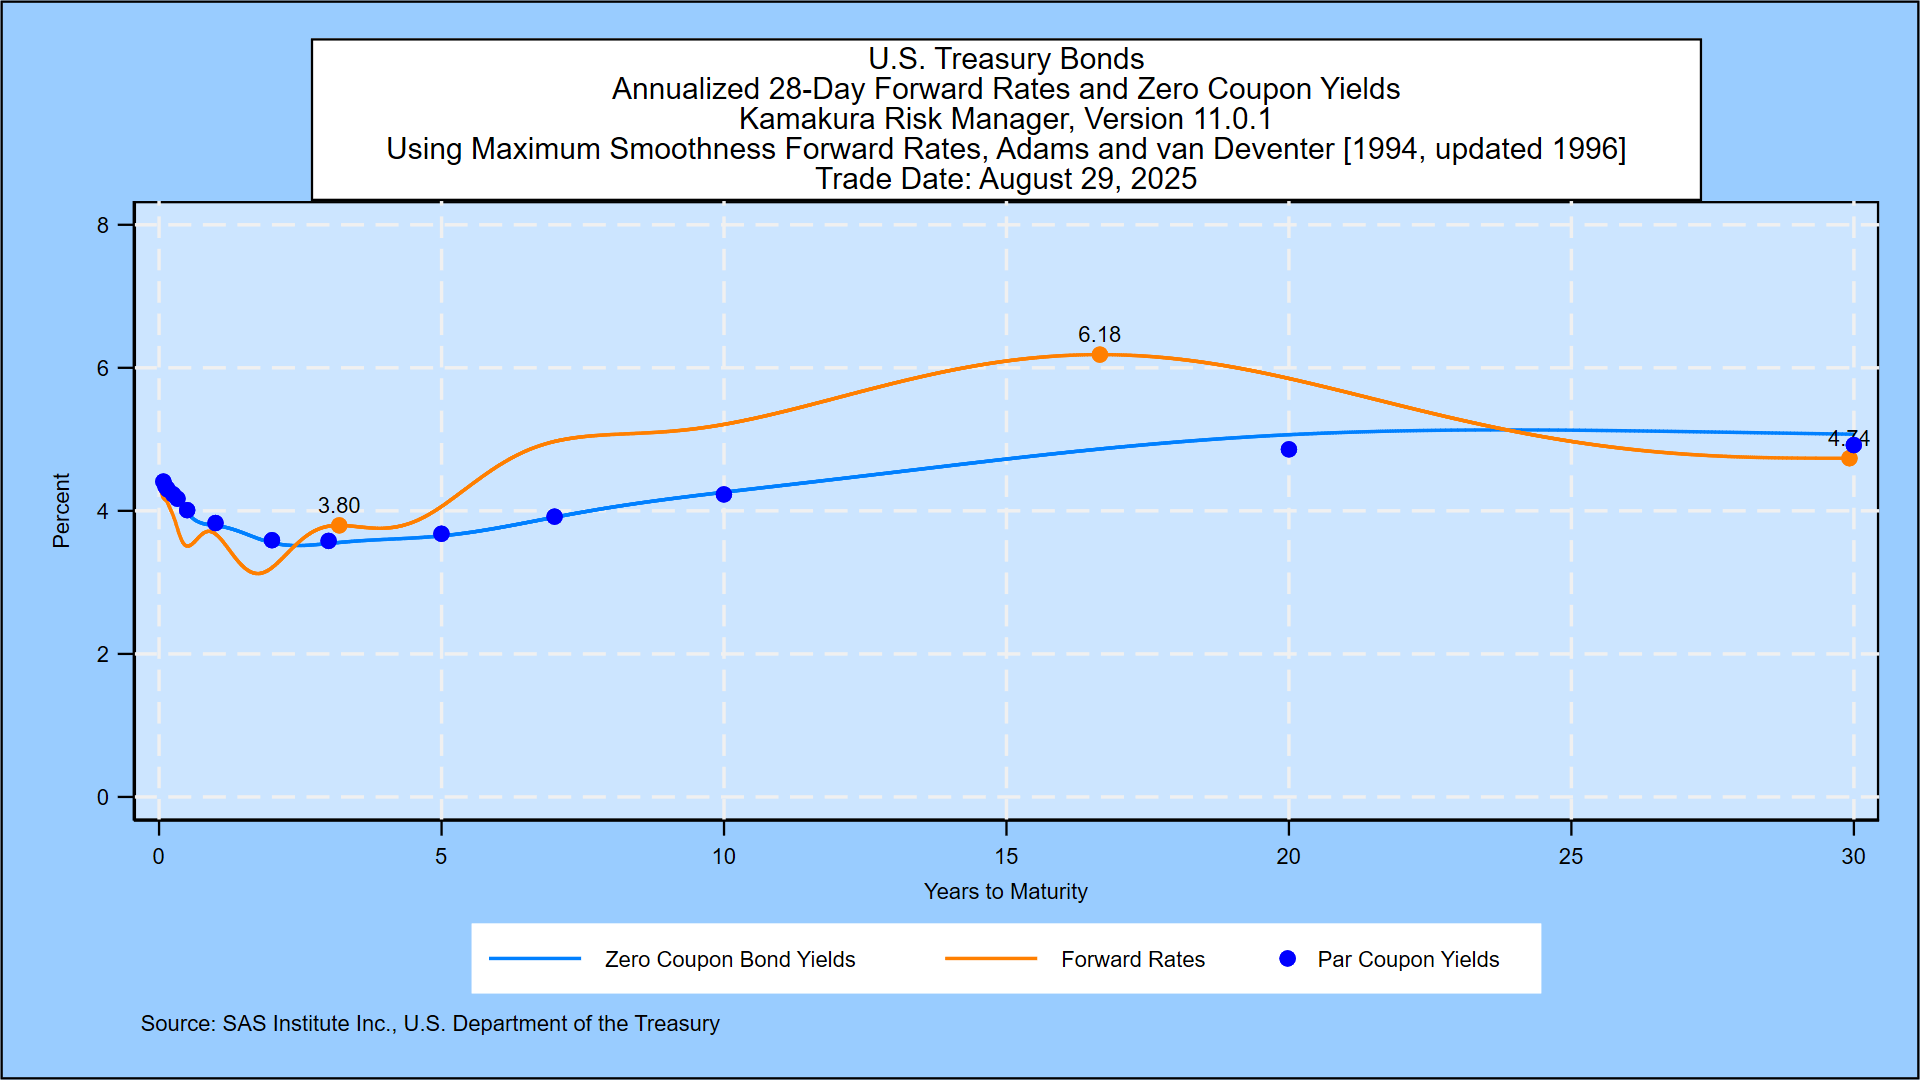 U.S. Treasury Bonds
Annualized 28-Day Forward Rates and Zero Coupon Yields
Kamakura Risk Manager, Version 11.0.1
Using Maximum Smoothness Forward Rates, Adams and van Deventer [1994, updated 1996]
Trade Date: August 29, 2025
8
6
4
2
0
Percent
3.80
6.18
4.74
0 5 10 15 20 25 30
Years to Maturity
Zero Coupon Bond Yields Forward Rates Par Coupon Yields
Source: SAS Institute Inc., U.S. Department of the Treasury